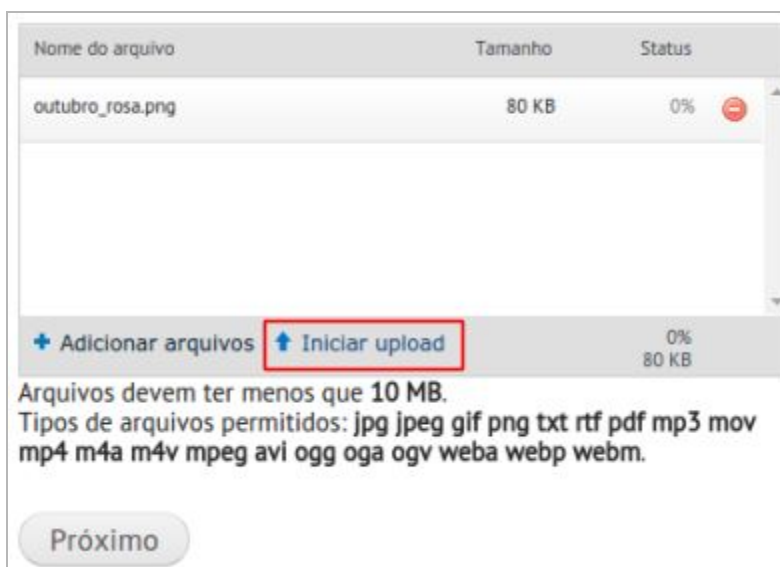 Nome do arquivo Tamanho Status
outubro_rosa.png 80 KB 0%
Adicionar arquivos Iniciar upload 0%
80 KB
Arquivos devem ter menos que 10 MB.
Tipos de arquivos permitidos: jpg jpeg gif png txt rtf pdf mp3 mov
mp4 m4a m4v mpeg avi ogg oga ogv weba webp webm.
Próximo